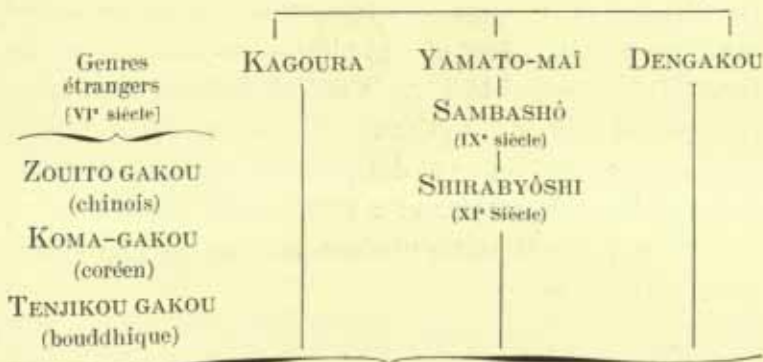 Genres
étrangers
[VIᵉ siècle]
KAGOURA
YAMATO-MAÏ
DENGAKOU
SAMBASHÔ
(IXᵉ siècle)
SHIRABYÔSHI
(XIᵉ Siècle)
ZOUITO GAKOU
(chinois)
KOMA-GAKOU
(coréen)
TENJIKOU GAKOU
(bouddhique)